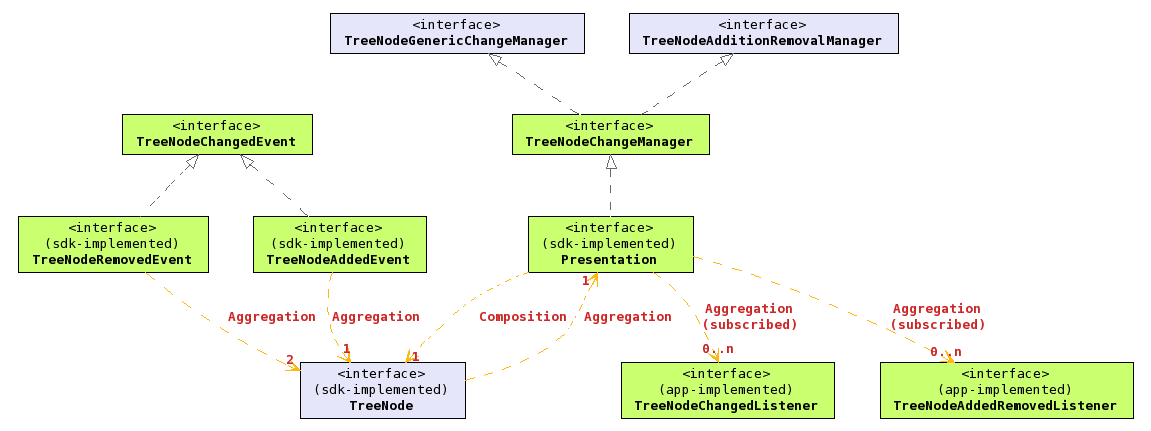 <interface>
TreeNodeGenericChangeManager
<interface>
TreeNodeAdditionRemovalManager
<interface>
TreeNodeChangedEvent
<interface>
TreeNodeChangeManager
<interface>
(sdk-implemented)
TreeNodeRemovedEvent
<interface>
(sdk-implemented)
TreeNodeAddedEvent
<interface>
(sdk-implemented)
Presentation
1
Aggregation
Aggregation
Composition
Aggregation
Aggregation
(subscribed)
Aggregation
(subscribed)
2
1
1
0..n
0..n
<interface>
(sdk-implemented)
TreeNode
<interface>
(app-implemented)
TreeNodeChangedListener
<interface>
(app-implemented)
TreeNodeAddedRemovedListener